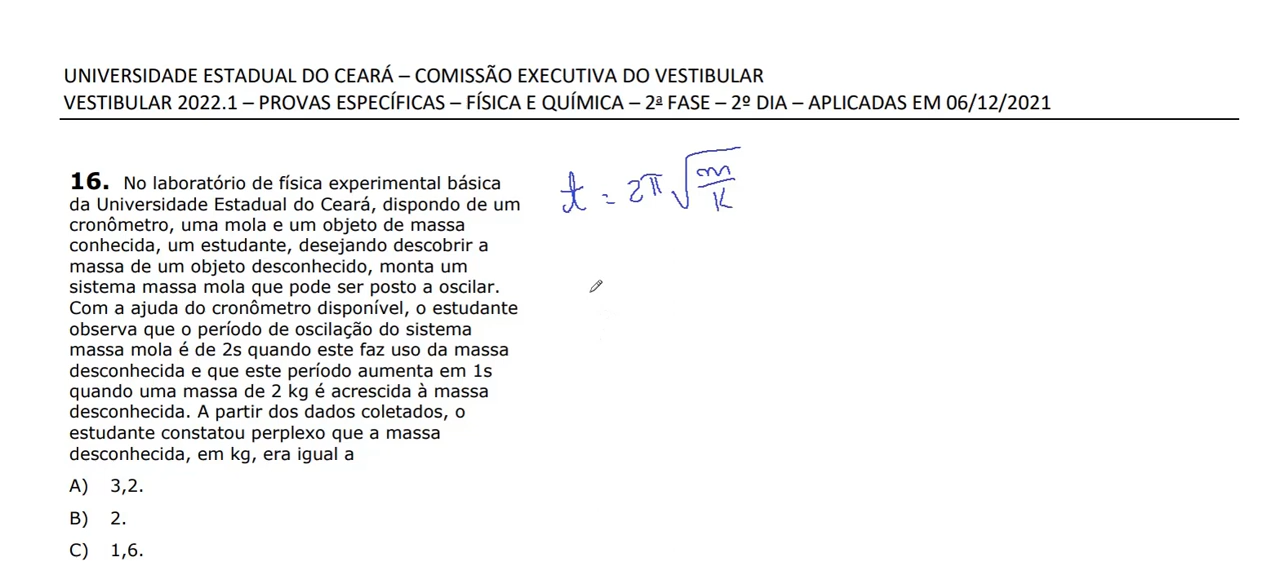 UNIVERSIDADE ESTADUAL DO CEARÁ – COMISSÃO EXECUTIVA DO VESTIBULAR
VESTIBULAR 2022.1 – PROVAS ESPECÍFICAS – FÍSICA E QUÍMICA – 2ª FASE – 2º DIA – APLICADAS EM 06/12/2021
16. No laboratório de física experimental básica
da Universidade Estadual do Ceará, dispondo de um
cronômetro, uma mola e um objeto de massa
conhecida, um estudante, desejando descobrir a
massa de um objeto desconhecido, monta um
sistema massa mola que pode ser posto a oscilar.
Com a ajuda do cronômetro disponível, o estudante
observa que o período de oscilação do sistema
massa mola é de 2s quando este faz uso da massa
desconhecida e que este período aumenta em 1s
quando uma massa de 2 kg é acrescida à massa
desconhecida. A partir dos dados coletados, o
estudante constatou perplexo que a massa
desconhecida, em kg, era igual a
A) 3,2.
B) 2.
C) 1,6.
t = 2π √(m/K)